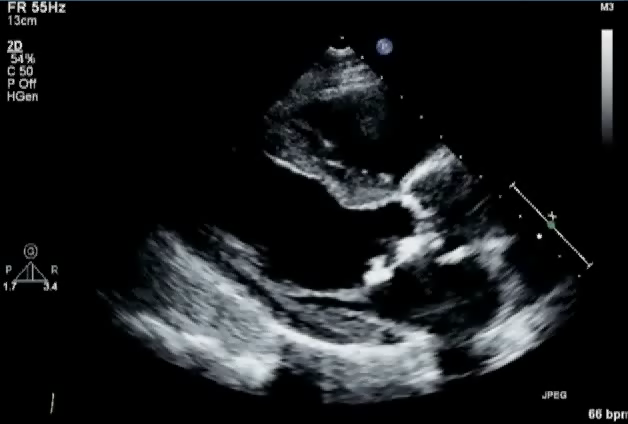 FR 55Hz
13cm
2D
54%
C 50
P Off
HGen
M3
P
G
P R
1.7 3.4
JPEG
66 bpm